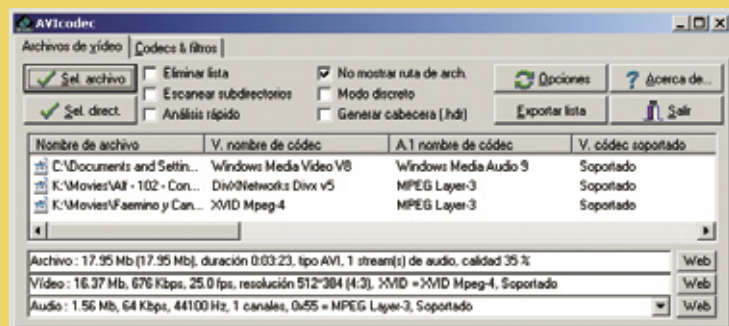 AVIcodec
Archivos de vídeo Codecs & filtros
Sel. archivo Eliminar lista No mostrar ruta de arch. Opciones Acerca de...
Escanear subdirectorios Modo discreto
Sel. direct. Análisis rápido Generar cabecera (.hdr) Exportar lista Salir
Nombre de archivo V. nombre de códec A.1 nombre de códec V. códec soportado
C:\Documents and Settin... Windows Media Video V8 Windows Media Audio 9 Soportado
K:\Movies\Alf - 102 - Con... DivXNetworks Divx v5 MPEG Layer-3 Soportado
K:\Movies\Faemino y Can... XVID Mpeg-4 MPEG Layer-3 Soportado
Archivo : 17.95 Mb (17.95 Mb), duración 0:03:23, tipo AVI, 1 stream(s) de audio, calidad 35 % Web
Vídeo : 16.37 Mb, 676 Kbps, 25.0 fps, resolución 512*384 (4:3), XVID = XVID Mpeg-4, Soportado Web
Audio : 1.56 Mb, 64 Kbps, 44100 Hz, 1 canales, 0x55 = MPEG Layer-3, Soportado Web